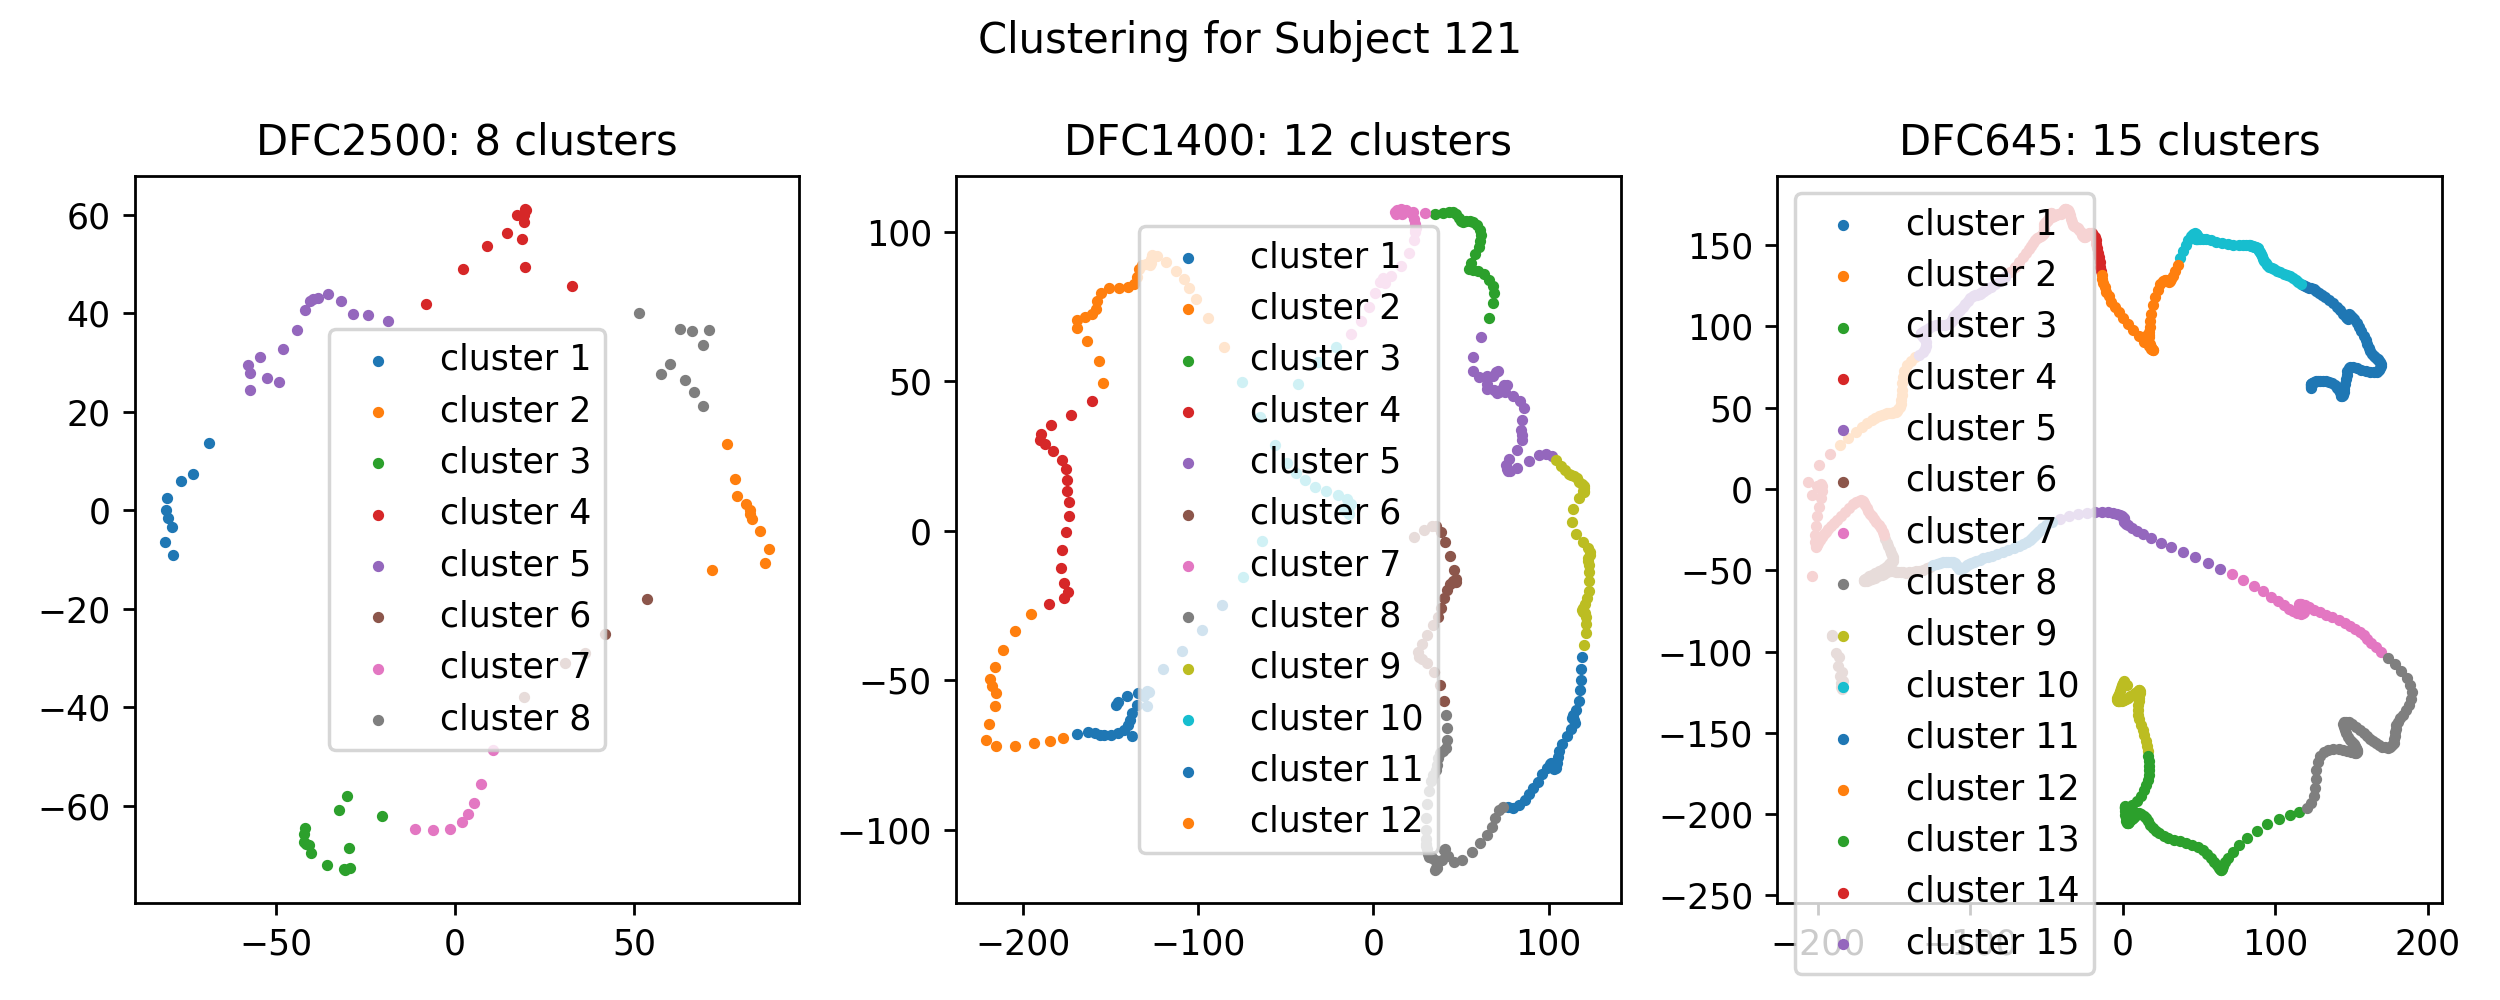 Clustering for Subject 121
DFC2500: 8 clusters
60
40
20
0
−20
−40
−60
−50
0
50
cluster 1
cluster 2
cluster 3
cluster 4
cluster 5
cluster 6
cluster 7
cluster 8
DFC1400: 12 clusters
100
50
0
−50
−100
−200
−100
0
100
cluster 1
cluster 2
cluster 3
cluster 4
cluster 5
cluster 6
cluster 7
cluster 8
cluster 9
cluster 10
cluster 11
cluster 12
DFC645: 15 clusters
150
100
50
0
−50
−100
−150
−200
−250
−200
−100
0
100
200
cluster 1
cluster 2
cluster 3
cluster 4
cluster 5
cluster 6
cluster 7
cluster 8
cluster 9
cluster 10
cluster 11
cluster 12
cluster 13
cluster 14
cluster 15